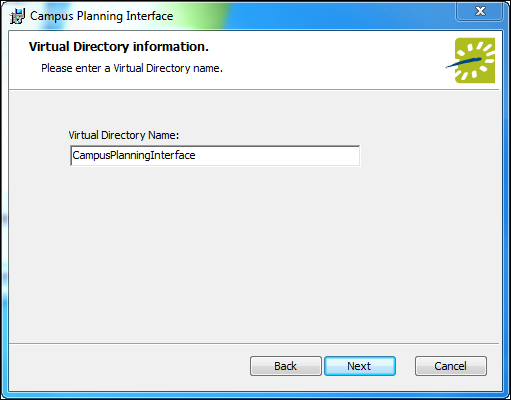 Campus Planning Interface
Virtual Directory information.
Please enter a Virtual Directory name.
Virtual Directory Name:
CampusPlanningInterface
Back
Next
Cancel